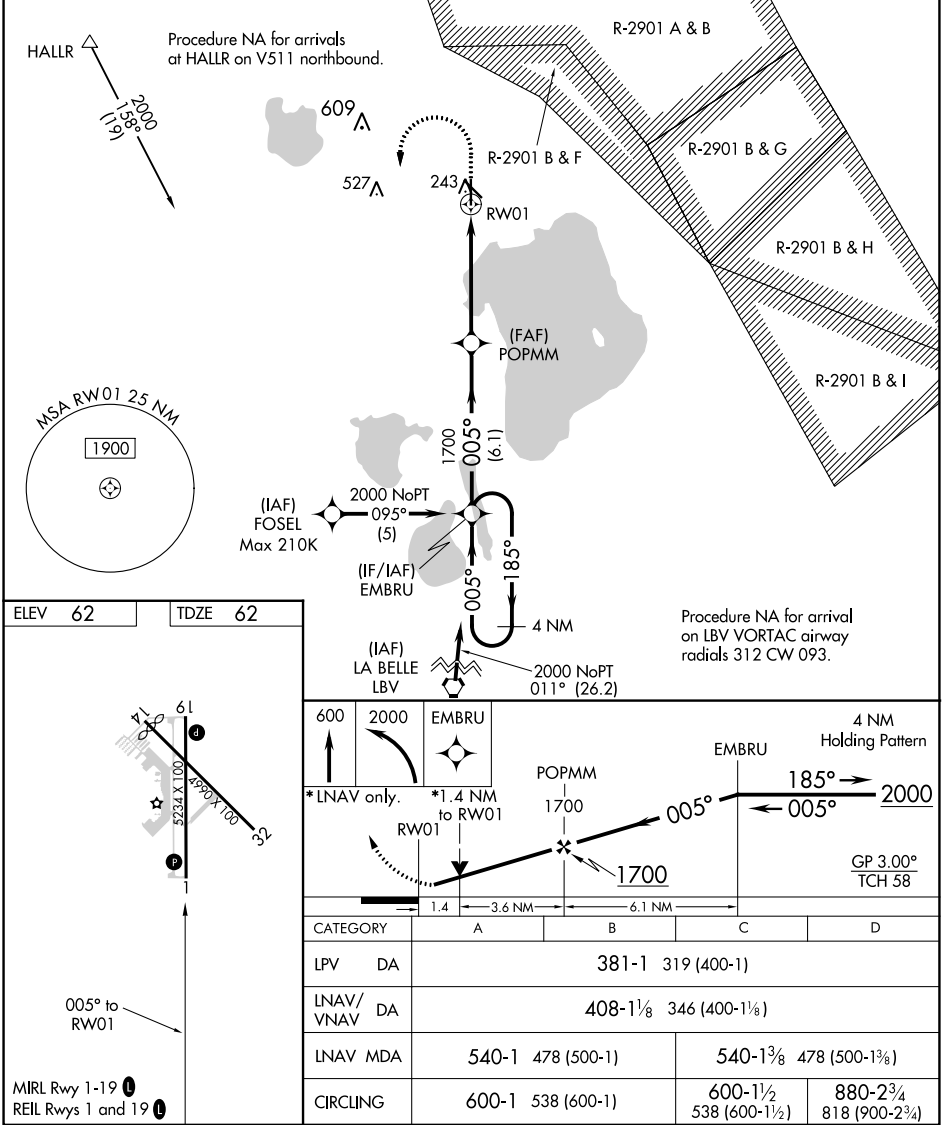 HALLR
2000
158°
(19)
Procedure NA for arrivals
at HALLR on V511 northbound.
609
527
243
RW01
R-2901 A & B
R-2901 B & F
R-2901 B & G
R-2901 B & H
R-2901 B & I
(FAF)
POPMM
MSA RW01 25 NM
1900
1700
005°
(6.1)
(IAF)
FOSEL
Max 210K
2000 NoPT
095°
(5)
(IF/IAF)
EMBRU
005°
185°
4 NM
(IAF)
LA BELLE
LBV
2000 NoPT
011° (26.2)
Procedure NA for arrival
on LBV VORTAC airway
radials 312 CW 093.
ELEV 62
TDZE 62
14
19
P
5234 X 100
4990 X 100
32
P
1
005° to
RW01
MIRL Rwy 1-19 L
REIL Rwys 1 and 19 L
600
2000
EMBRU
*LNAV only.
*1.4 NM
to RW01
RW01
POPMM
1700
1700
005°
EMBRU
4 NM
Holding Pattern
185°
005°
2000
GP 3.00°
TCH 58
1.4
3.6 NM
6.1 NM
CATEGORY A B C D
LPV DA 381-1 319 (400-1)
LNAV/
VNAV DA 408-1⅛ 346 (400-1⅛)
LNAV MDA 540-1 478 (500-1) 540-1⅜ 478 (500-1⅜)
CIRCLING 600-1 538 (600-1) 600-1½ 538 (600-1½) 880-2¾ 818 (900-2¾)